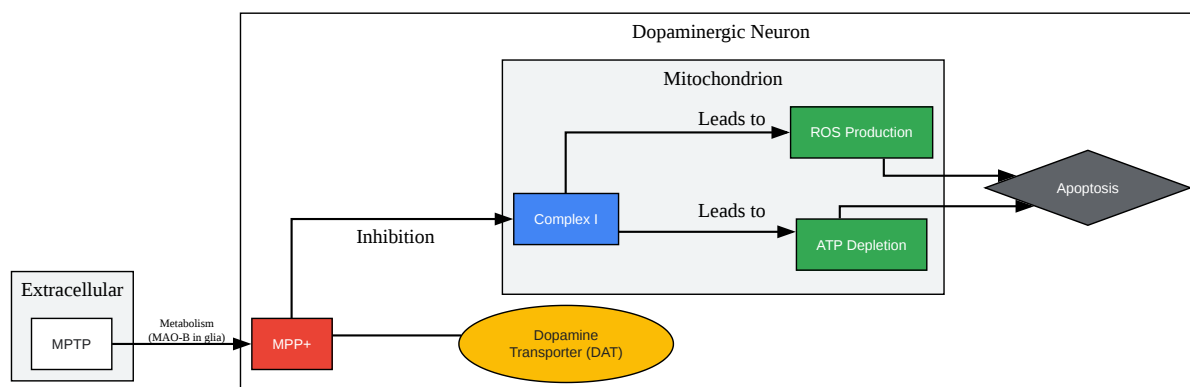 Dopaminergic Neuron
Mitochondrion
Leads to
ROS Production
Apoptosis
Complex I
Leads to
ATP Depletion
Inhibition
Extracellular
MPTP
Metabolism
(MAO-B in glia)
MPP+
Dopamine
Transporter (DAT)